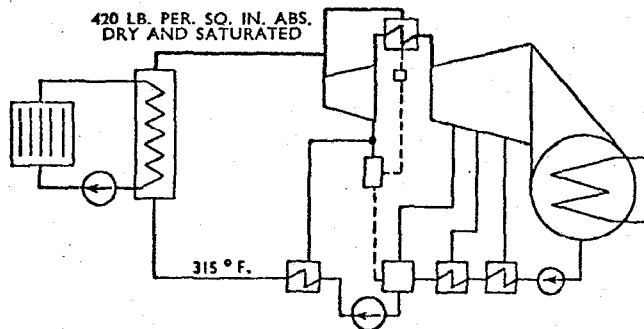 420 LB. PER. SQ. IN. ABS.
DRY AND SATURATED
315 °F.